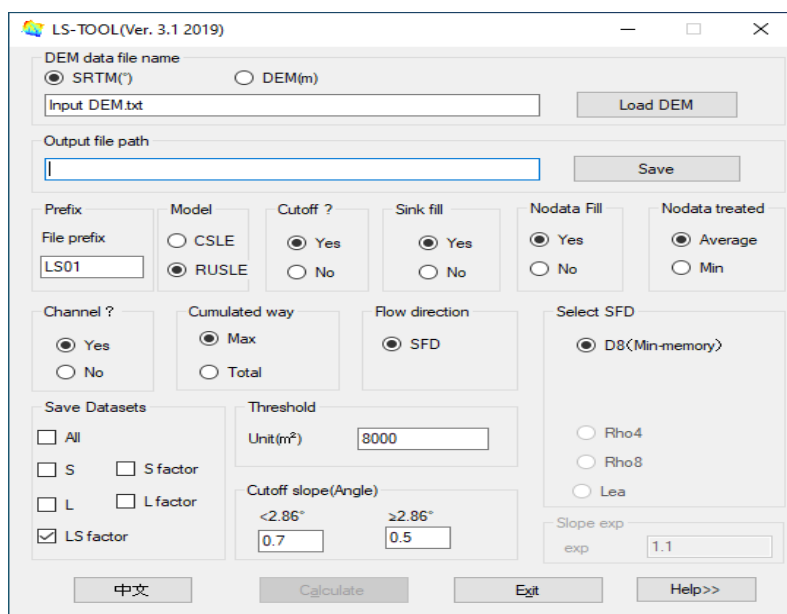 LS-TOOL(Ver. 3.1 2019)
DEM data file name
SRTM(°) DEM(m)
Input DEM.txt Load DEM
Output file path
Save
Prefix Model Cutoff ? Sink fill Nodata Fill Nodata treated
File prefix CSLE Yes Yes Yes Average
LS01 RUSLE No No No Min
Channel ? Cumulated way Flow direction Select SFD
Yes Max SFD D8(Min-memory)
No Total
Save Datasets Threshold
All Unit(m²) 8000 Rho4
S S factor Rho8
L L factor Cutoff slope(Angle) Lea
<2.86° ≥2.86° Slope exp
LS factor 0.7 0.5 exp 1.1
中文 Calculate Exit Help>>